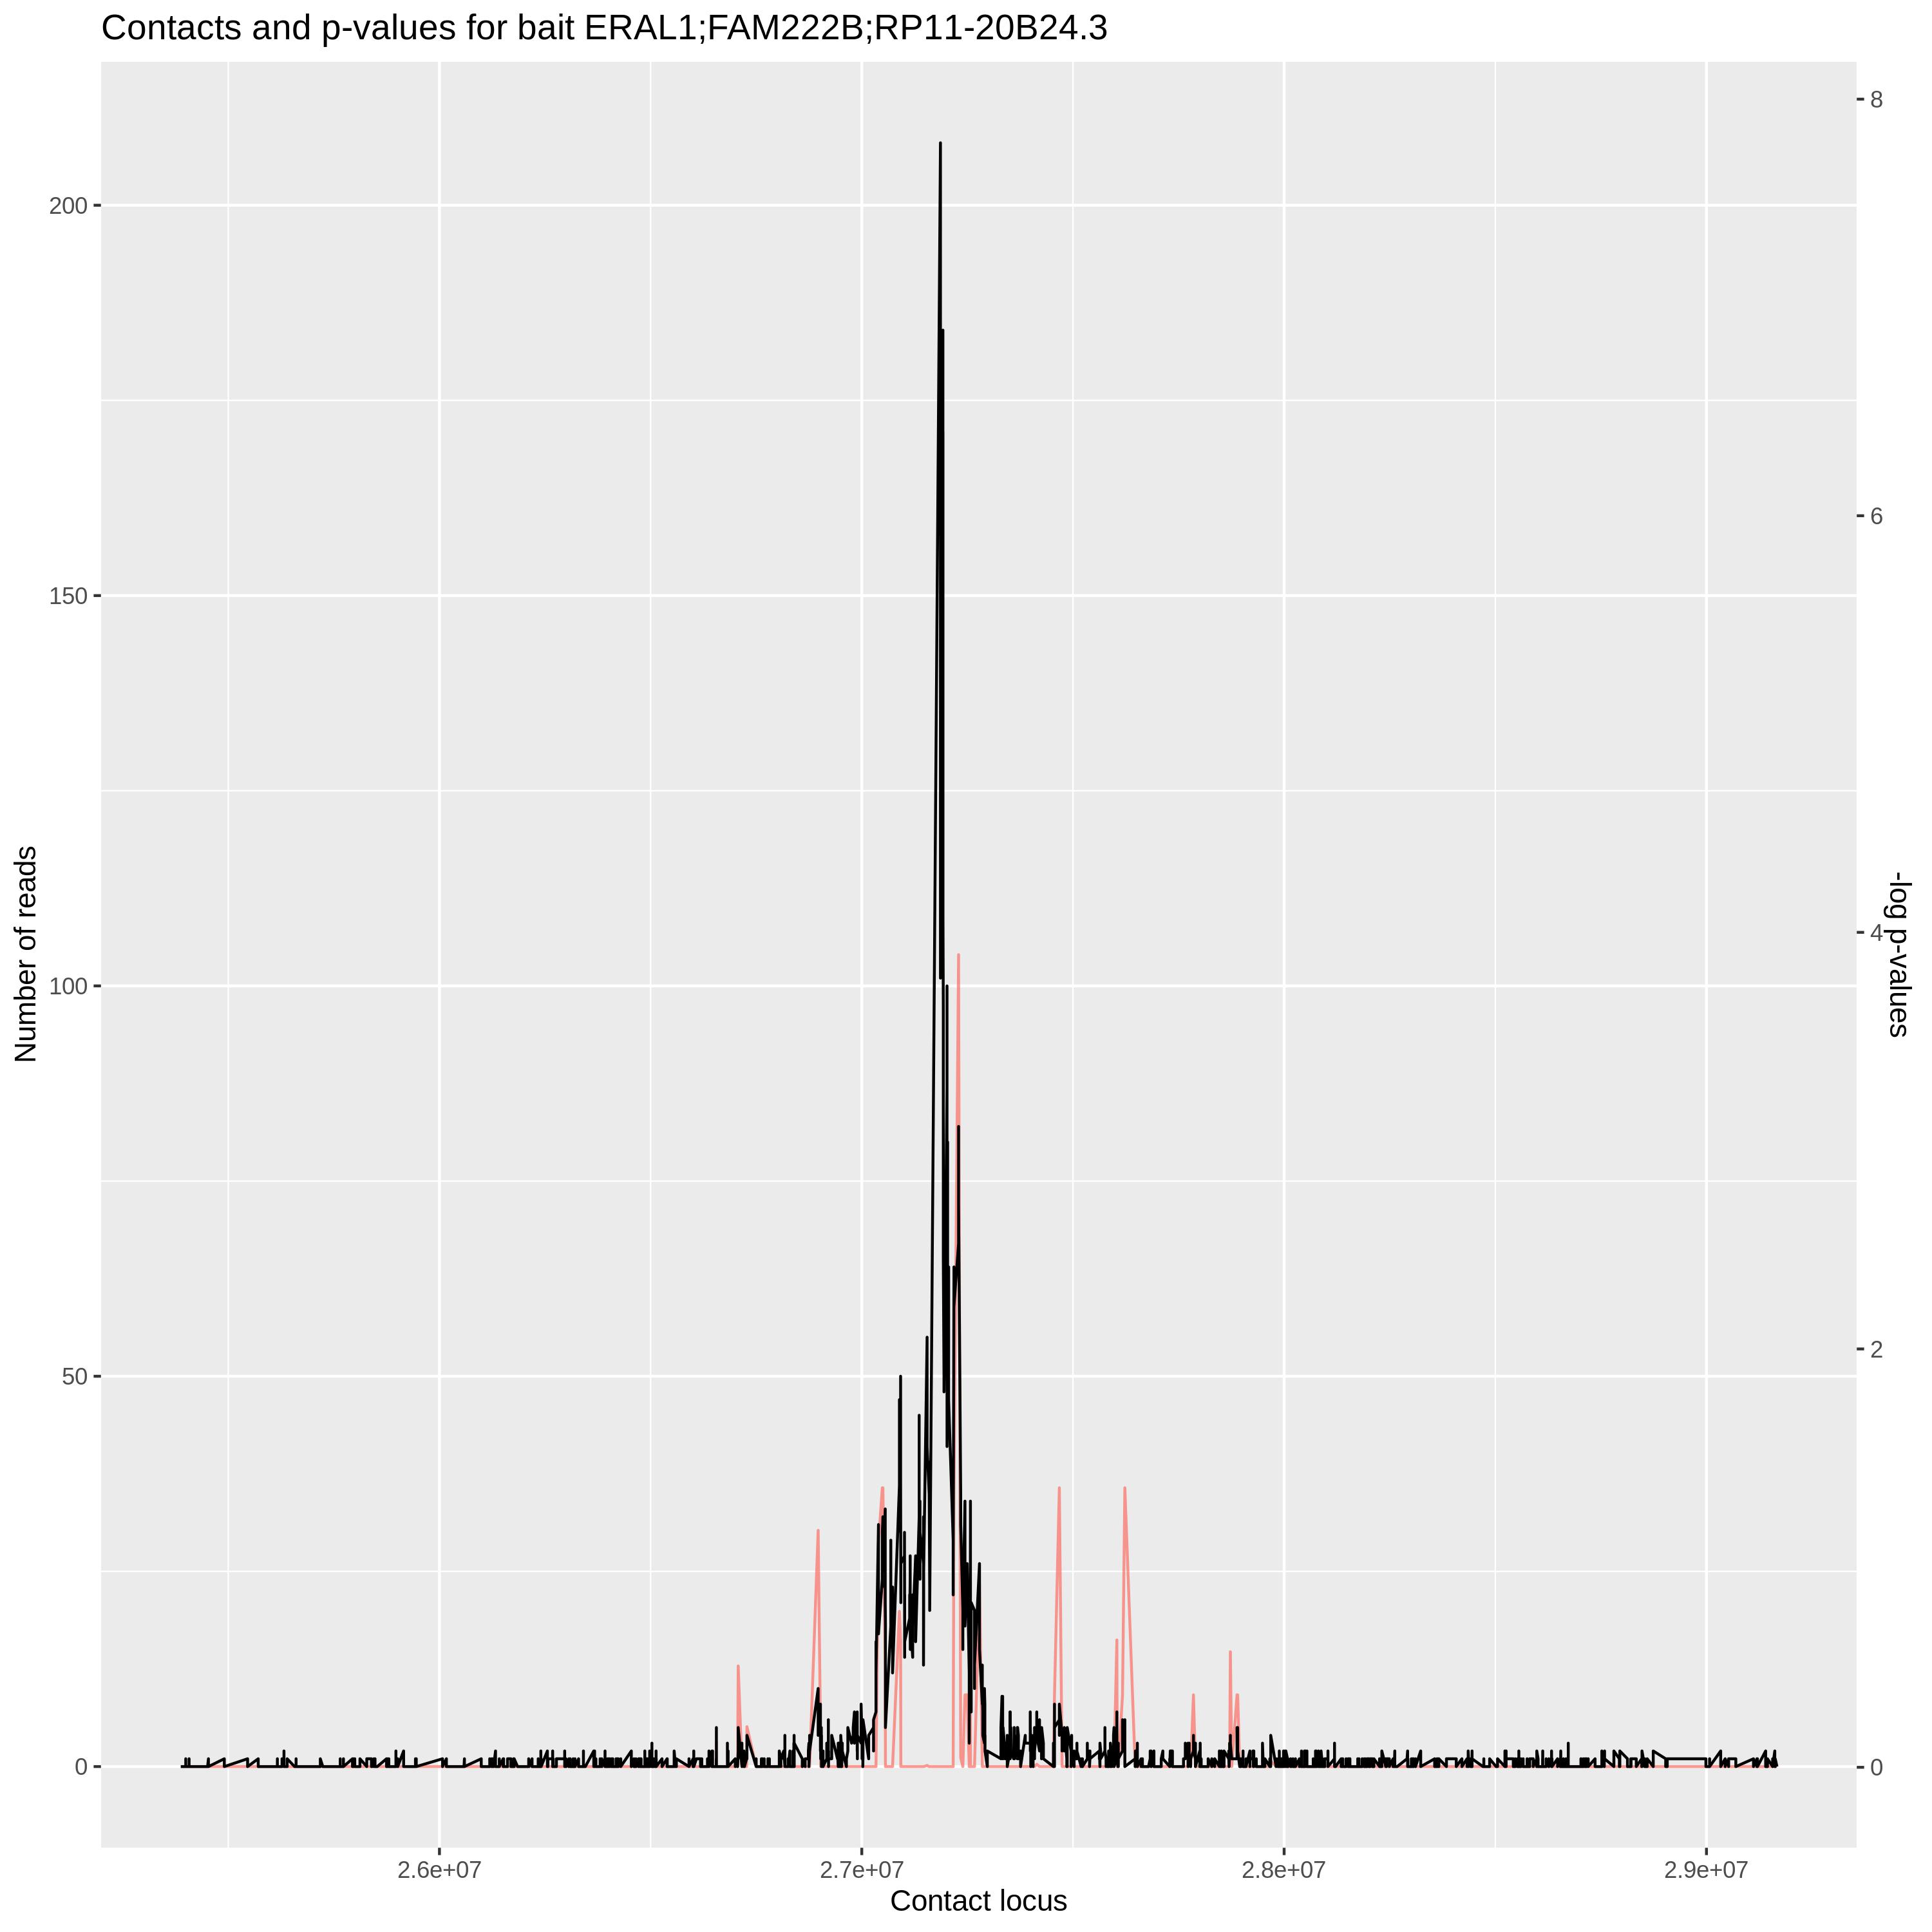 Contacts and p-values for bait ERAL1;FAM222B;RP11-20B24.3
Number of reads
200
150
100
50
0
8
6
4
2
0
-log p-values
2.6e+07
2.7e+07
2.8e+07
2.9e+07
Contact locus